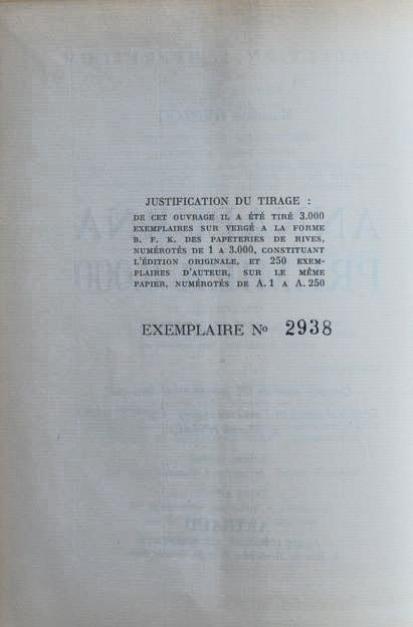 JUSTIFICATION DU TIRAGE :
DE CET OUVRAGE IL A ÉTÉ TIRÉ 3.000
EXEMPLAIRES SUR VERGÉ A LA FORME
B. F. K. DES PAPETERIES DE RIVES,
NUMÉROTÉS DE 1 A 3.000, CONSTITUANT
L'ÉDITION ORIGINALE, ET 250 EXEM-
PLAIRES D'AUTEUR, SUR LE MÊME
PAPIER, NUMÉROTÉS DE A. 1 A A. 250
EXEMPLAIRE Nº 2938